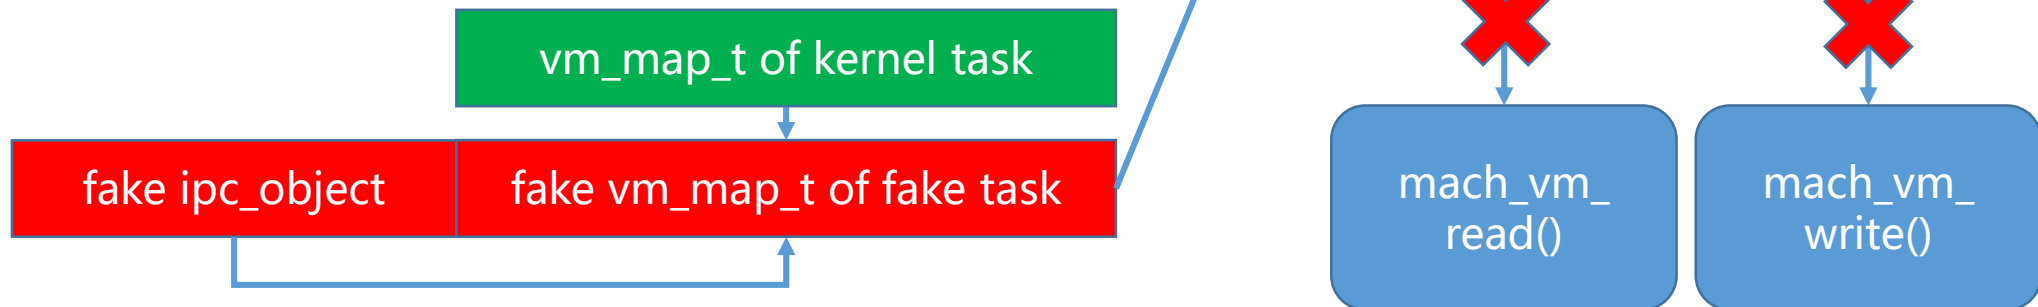 vm_map_t of kernel task
fake ipc_object
fake vm_map_t of fake task
mach_vm_
read()
mach_vm_
write()